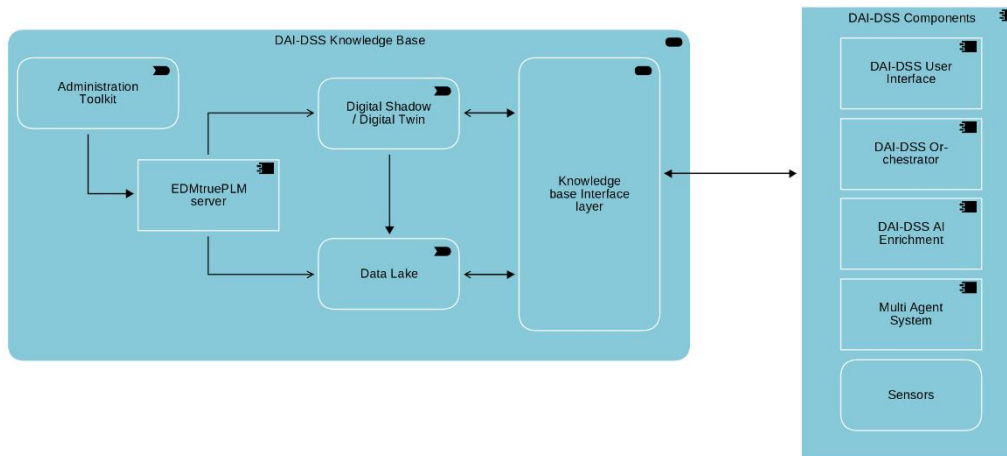 DAI-DSS Knowledge Base
Administration
Toolkit
EDMtruePLM
server
Digital Shadow
/ Digital Twin
Data Lake
Knowledge
base Interface
layer
DAI-DSS Components
DAI-DSS User
Interface
DAI-DSS Or-
chestrator
DAI-DSS AI
Enrichment
Multi Agent
System
Sensors